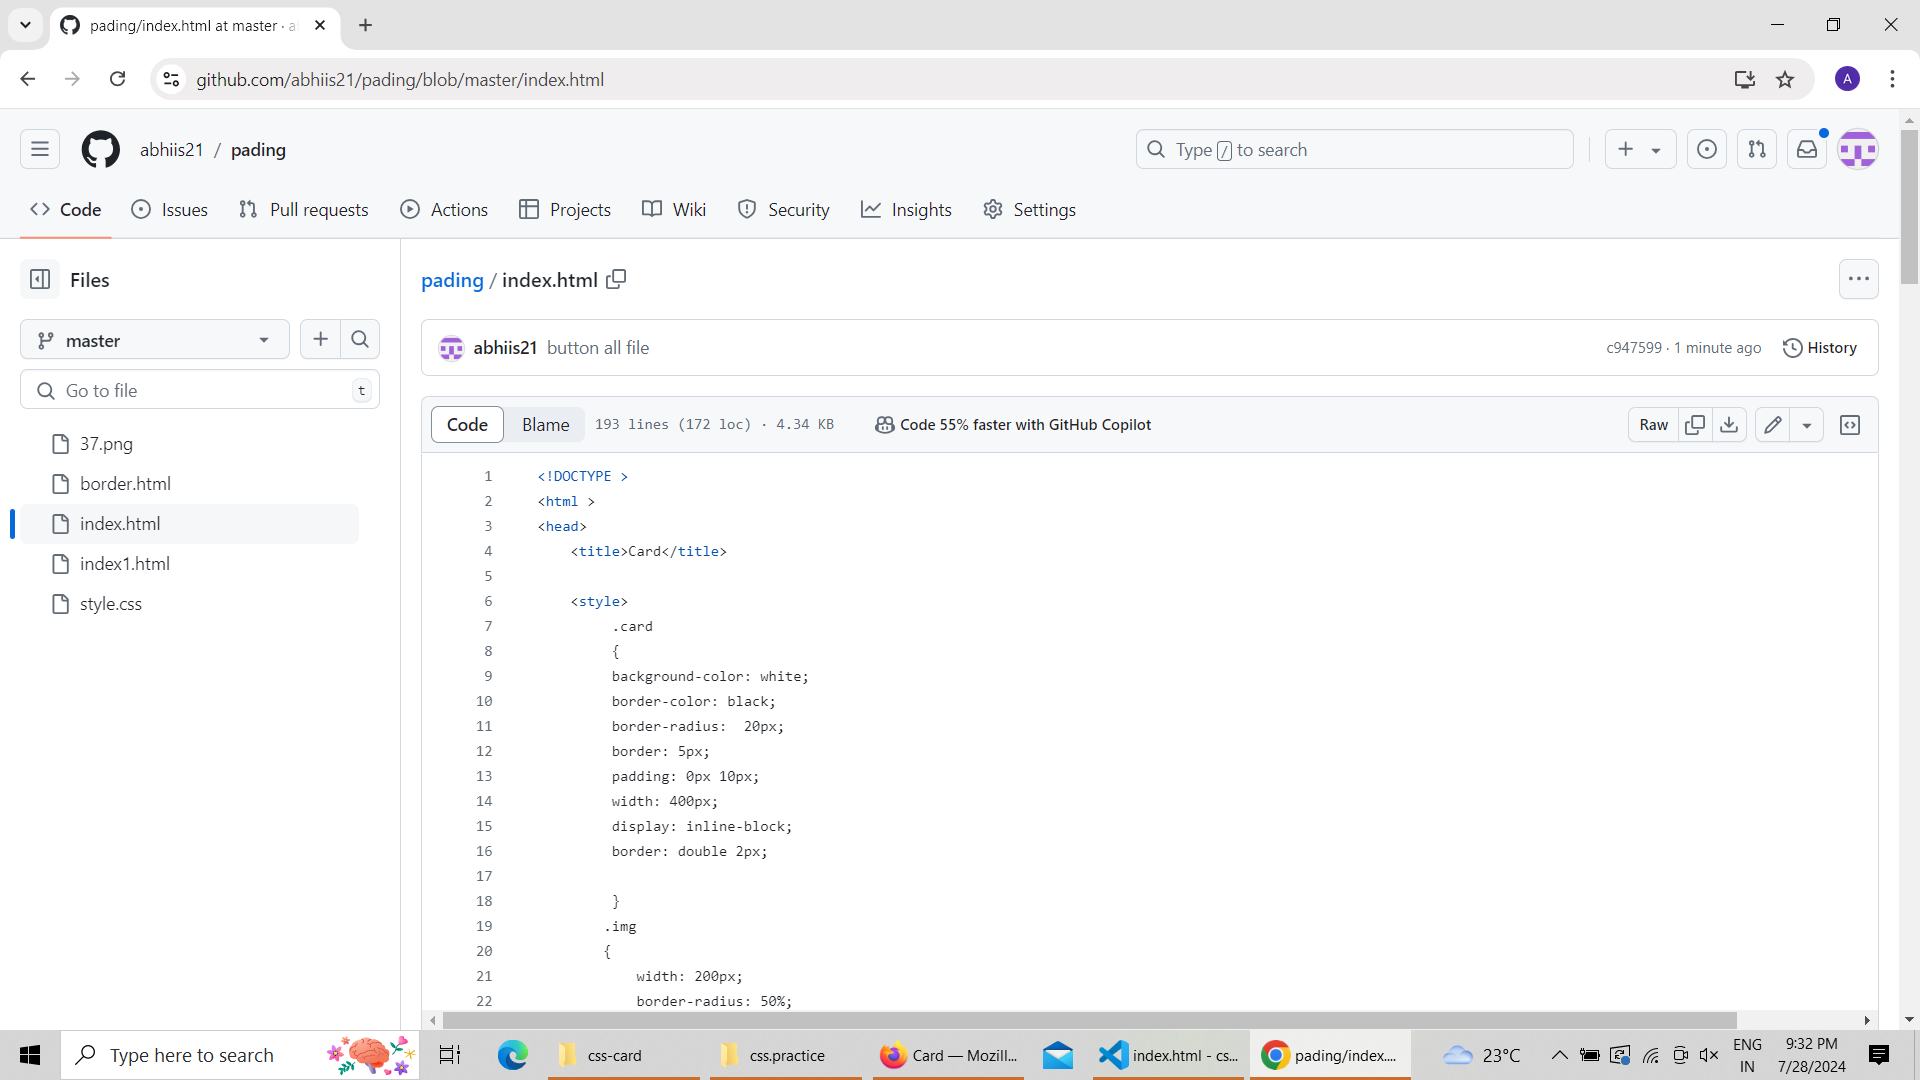 pading/index.html at master · a
github.com/abhiis21/pading/blob/master/index.html
A
abhiis21 / pading
Type / to search
Code Issues Pull requests Actions Projects Wiki Security Insights Settings
Files
master
Go to file t
37.png
border.html
index.html
index1.html
style.css
pading / index.html
abhiis21 button all file c947599 · 1 minute ago History
Code Blame 193 lines (172 loc) · 4.34 KB Code 55% faster with GitHub Copilot Raw
1 <!DOCTYPE >
2 <html >
3 <head>
4 <title>Card</title>
5
6 <style>
7 .card
8 {
9 background-color: white;
10 border-color: black;
11 border-radius:  20px;
12 border: 5px;
13 padding: 0px 10px;
14 width: 400px;
15 display: inline-block;
16 border: double 2px;
17
18 }
19 .img
20 {
21 width: 200px;
22 border-radius: 50%;
Type here to search
css-card
css.practice
Card — Mozill...
index.html - cs...
pading/index....
23°C
ENG
IN
9:32 PM
7/28/2024